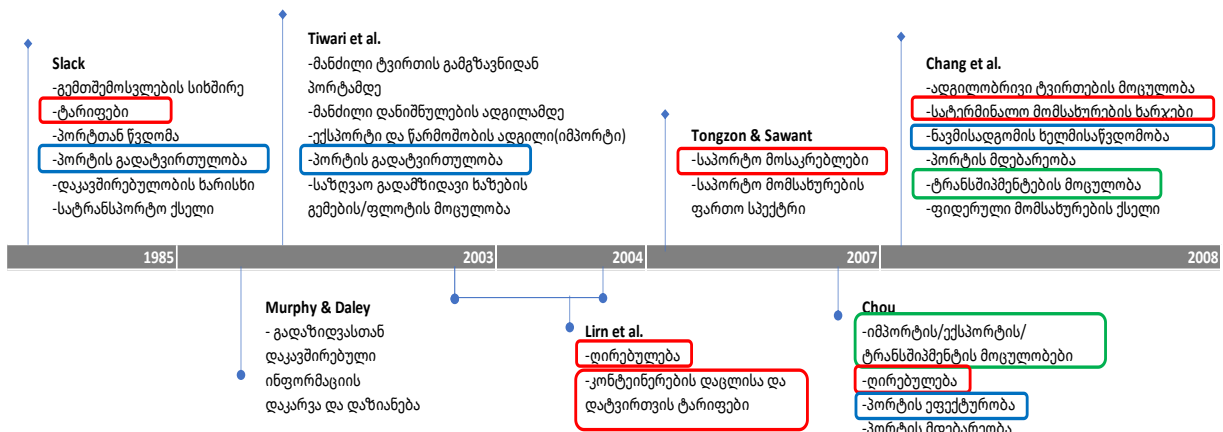 Slack
-გემთშემოსვლების სიხშირე
-ტარიფები
-პორტთან წვდომა
-პორტის გადატვირთულობა
-დაკავშირებულობის ხარისხი
-სატრანსპორტო ქსელი
Tiwari et al.
-მანძილი ტვირთის გამგზავნიდან
პორტამდე
-მანძილი დანიშნულების ადგილამდე
-ექსპორტი და წარმოშობის ადგილი(იმპორტი)
-პორტის გადატვირთულობა
-საზღვაო გადამზიდავი ხაზების
გემების/ფლოტის მოცულობა
Tongzon & Sawant
-საპორტო მოსაკრებლები
-საპორტო მომსახურების
ფართო სპექტრი
Chang et al.
-ადგილობრივი ტვირთების მოცულობა
-სატერმინალო მომსახურების ხარჯები
-ნავმისადგომის ხელმისაწვდომობა
-პორტის მდებარეობა
-ტრანსშიპმენტების მოცულობა
-ფიდერული მომსახურების ქსელი
1985
2003
2004
2007
2008
Murphy & Daley
- გადაზიდვასთან
დაკავშირებული
ინფორმაციის
დაკარვა და დაზიანება
Lirn et al.
-ღირებულება
-კონტეინერების დაცლისა და
დატვირთვის ტარიფები
Chou
-იმპორტის/ექსპორტის/
ტრანსშიპმენტის მოცულობები
-ღირებულება
-პორტის ეფექტურობა
-პორტის მდებარეობა